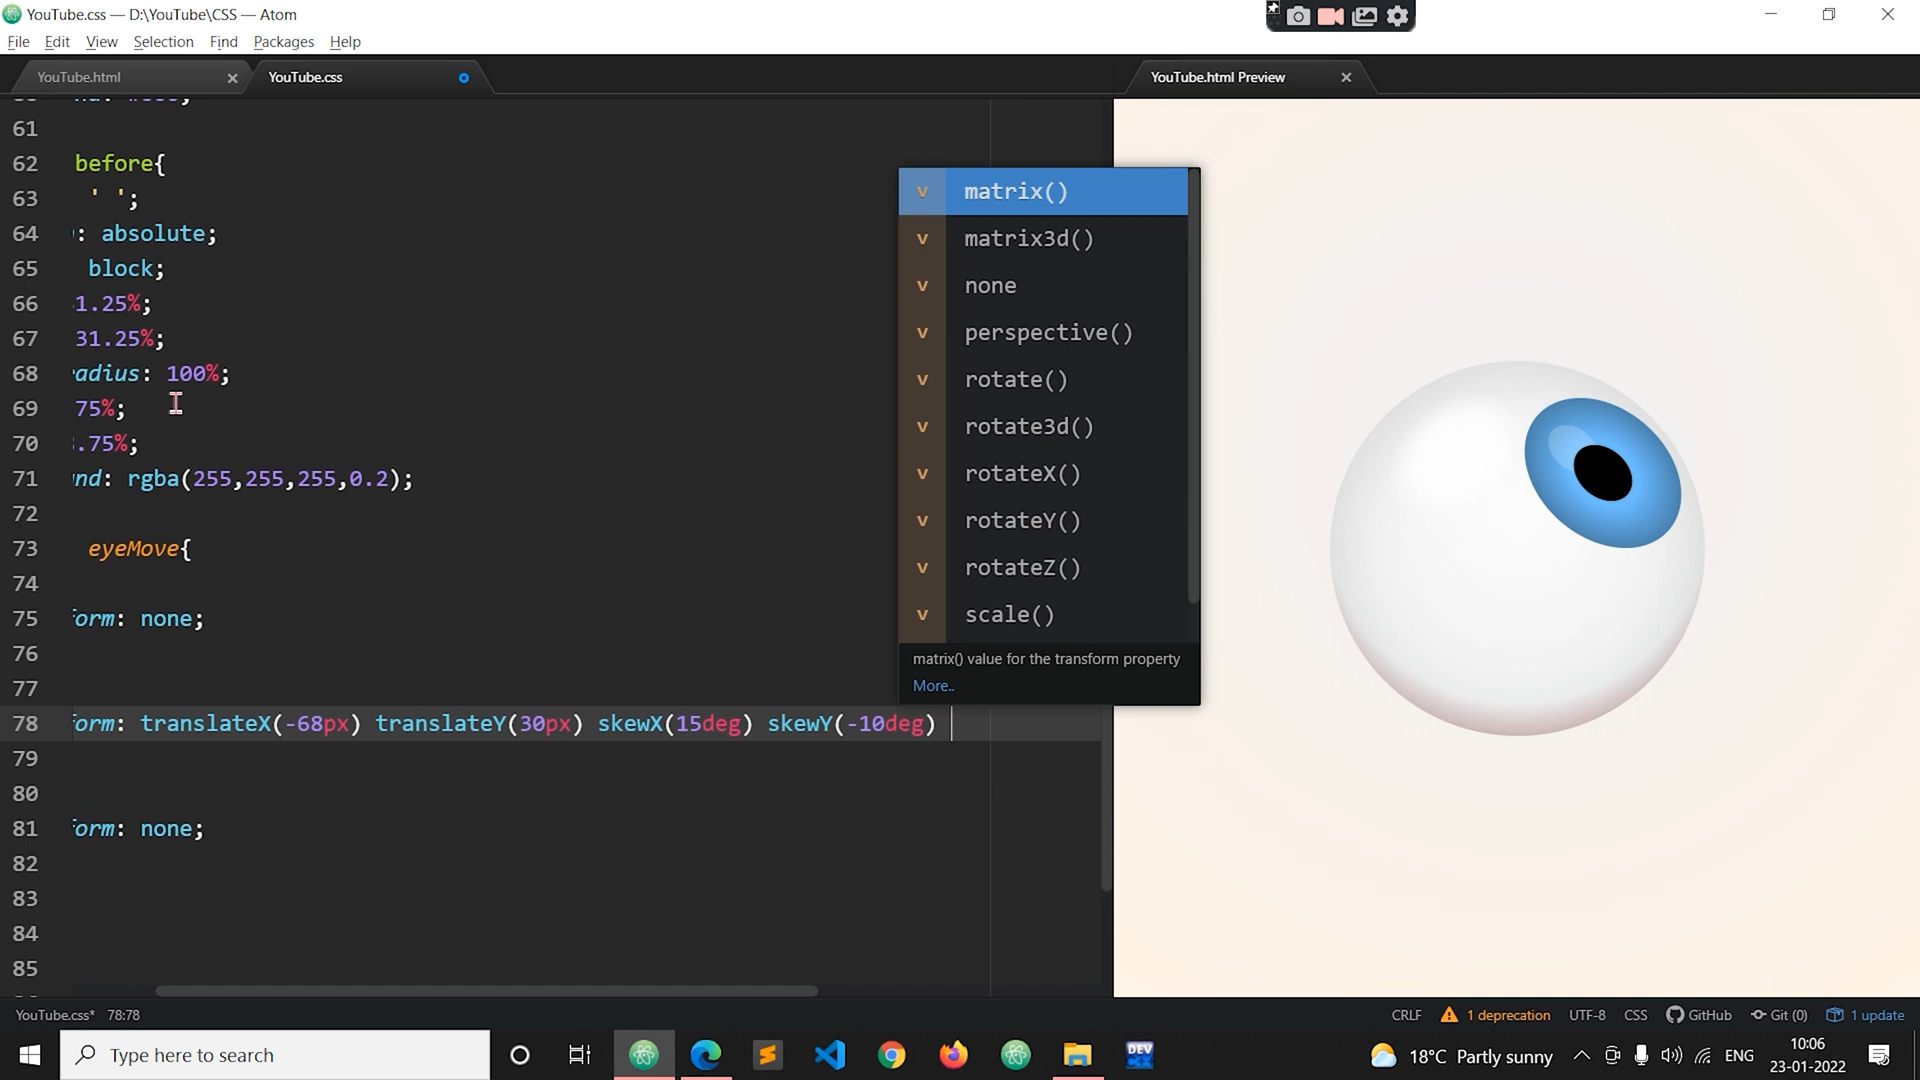 YouTube.css — D:\YouTube\CSS — Atom
File Edit View Selection Find Packages Help
YouTube.html
YouTube.css
YouTube.html Preview
61
62 before{
63 ' ';
64 : absolute;
65 block;
66 1.25%;
67 31.25%;
68 adius: 100%;
69 75%;
70 .75%;
71 nd: rgba(255,255,255,0.2);
72
73 eyeMove{
74
75 form: none;
76
77
78 form: translateX(-68px) translateY(30px) skewX(15deg) skewY(-10deg)
79
80
81 form: none;
82
83
84
85
v matrix()
v matrix3d()
v none
v perspective()
v rotate()
v rotate3d()
v rotateX()
v rotateY()
v rotateZ()
v scale()
matrix() value for the transform property
More..
YouTube.css* 78:78
CRLF 1 deprecation UTF-8 CSS GitHub Git (0) 1 update
Type here to search
DEV
18°C Partly sunny
ENG
10:06
23-01-2022